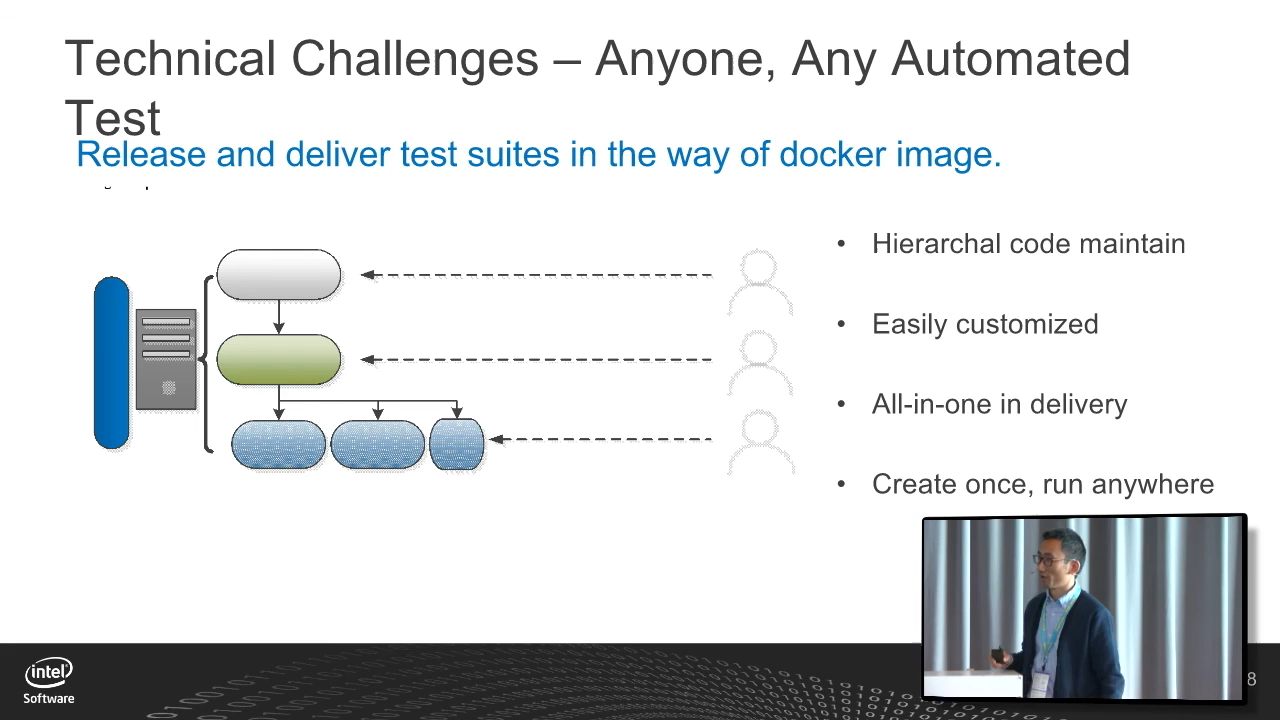 Technical Challenges – Anyone, Any Automated
Test
Release and deliver test suites in the way of docker image.
• Hierarchal code maintain
• Easily customized
• All-in-one in delivery
• Create once, run anywhere
intel
Software
8